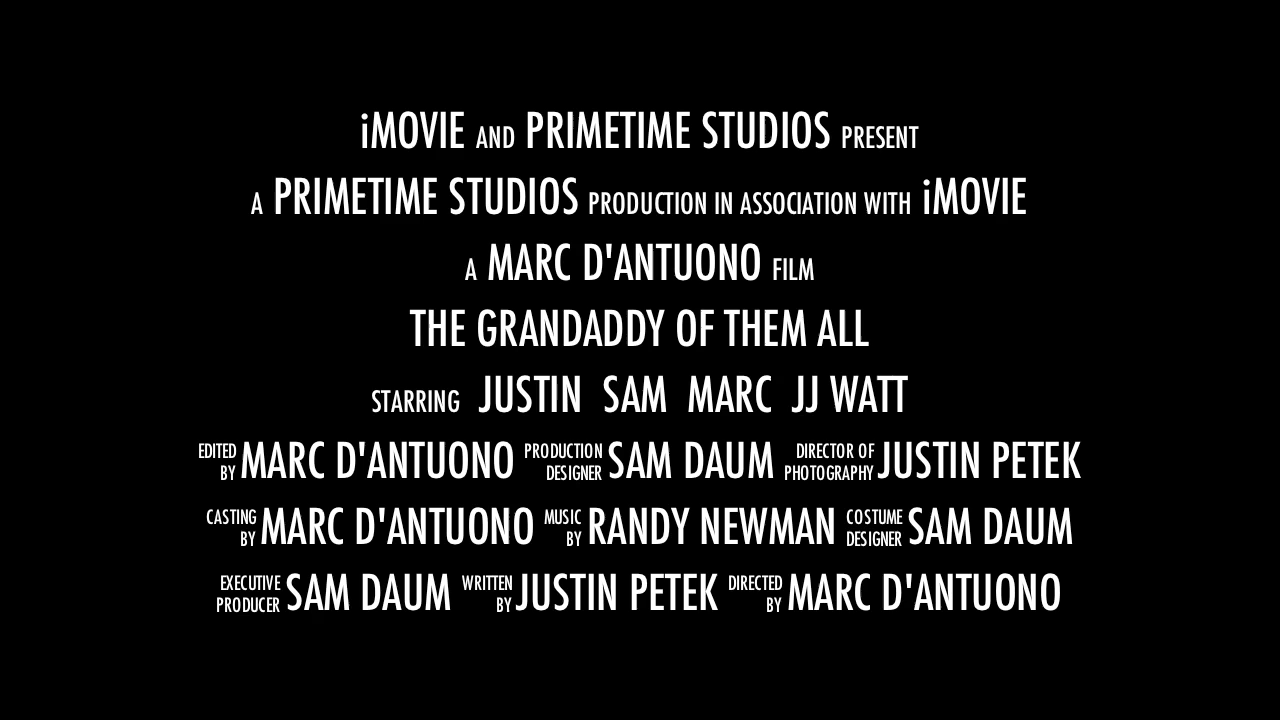 iMOVIE AND PRIMETIME STUDIOS PRESENT
A PRIMETIME STUDIOS PRODUCTION IN ASSOCIATION WITH iMOVIE
A MARC D'ANTUONO FILM
THE GRANDADDY OF THEM ALL
STARRING JUSTIN SAM MARC JJ WATT
EDITED BY MARC D'ANTUONO PRODUCTION DESIGNER SAM DAUM DIRECTOR OF PHOTOGRAPHY JUSTIN PETEK
CASTING BY MARC D'ANTUONO MUSIC BY RANDY NEWMAN COSTUME DESIGNER SAM DAUM
EXECUTIVE PRODUCER SAM DAUM WRITTEN BY JUSTIN PETEK DIRECTED BY MARC D'ANTUONO